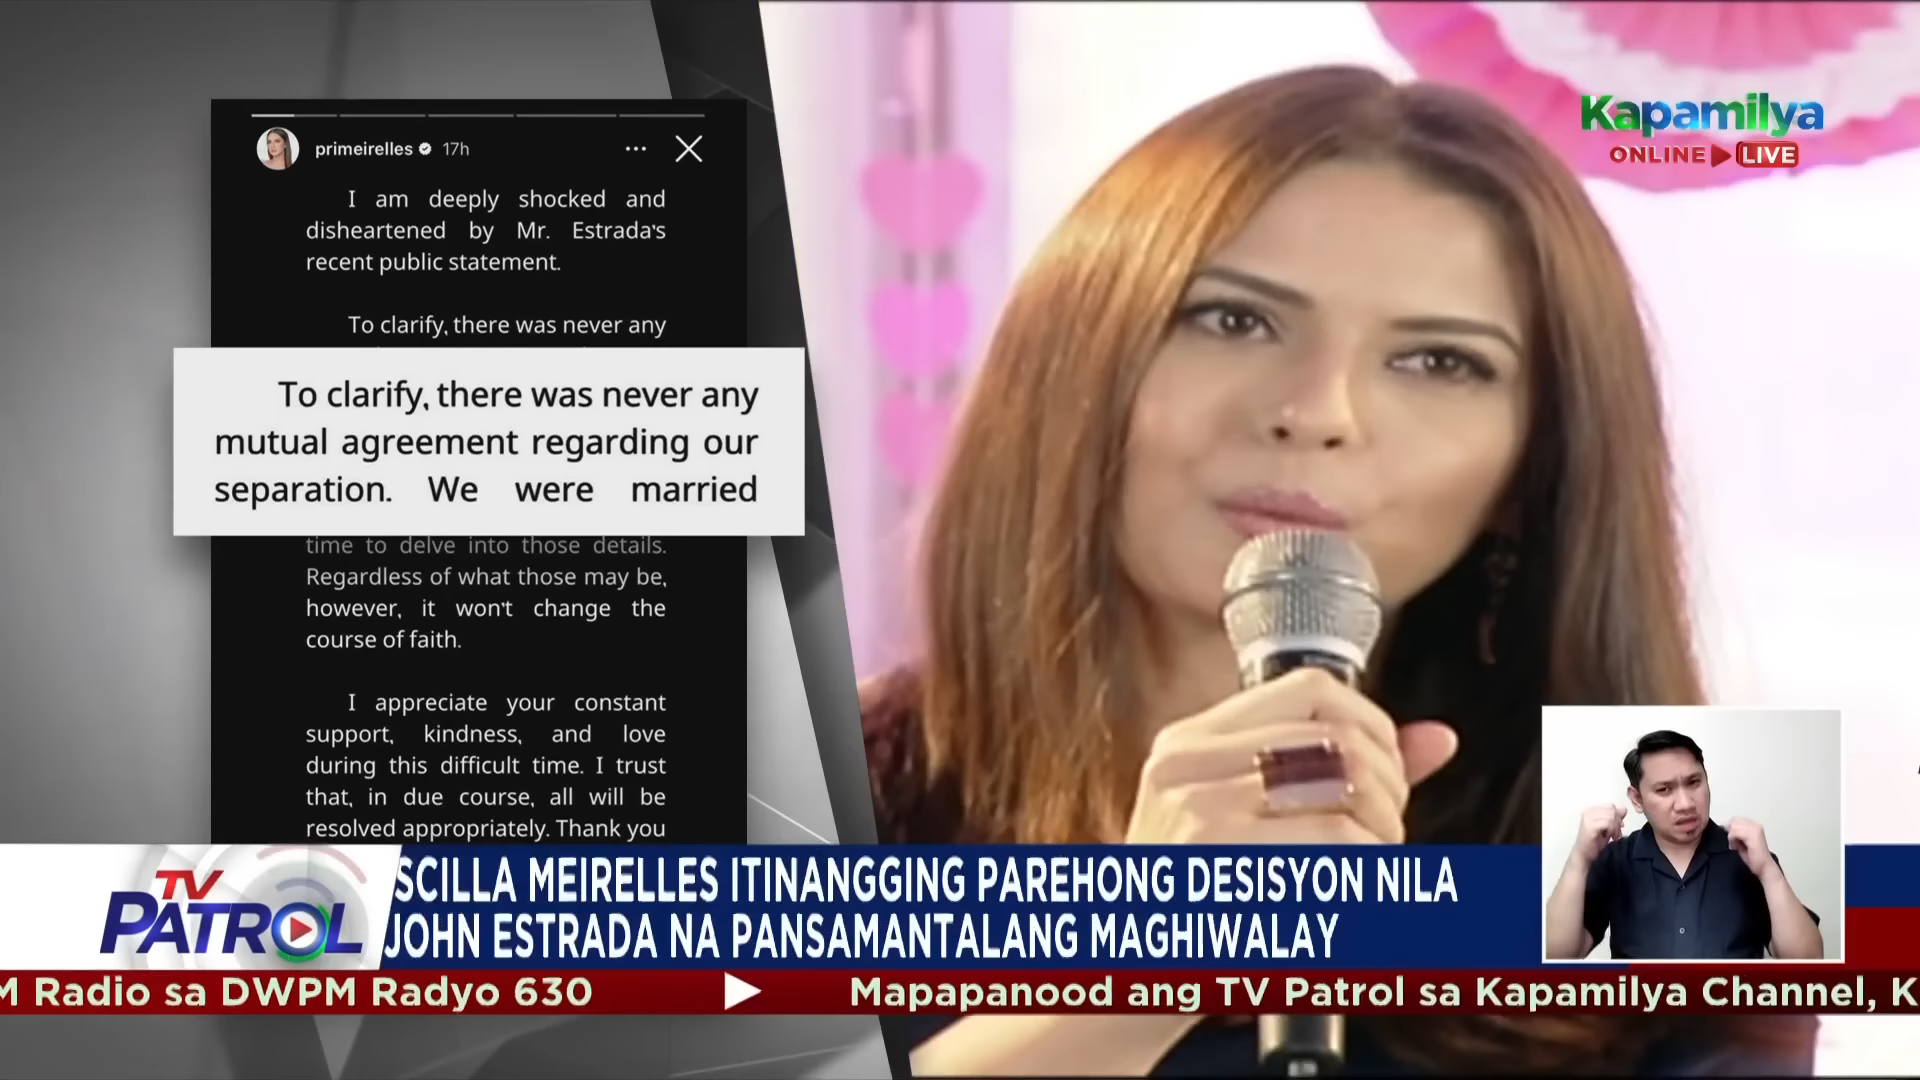 primeirelles 17h
I am deeply shocked and
disheartened by Mr. Estrada's
recent public statement.
To clarify, there was never any
To clarify, there was never any
mutual agreement regarding our
separation. We were married
time to delve into those details.
Regardless of what those may be,
however, it won't change the
course of faith.
I appreciate your constant
support, kindness, and love
during this difficult time. I trust
that, in due course, all will be
resolved appropriately. Thank you
Kapamilya
ONLINE LIVE
TV
PATROL
SCILLA MEIRELLES ITINANGGING PAREHONG DESISYON NILA
JOHN ESTRADA NA PANSAMANTALANG MAGHIWALAY
M Radio sa DWPM Radyo 630 Mapapanood ang TV Patrol sa Kapamilya Channel, K